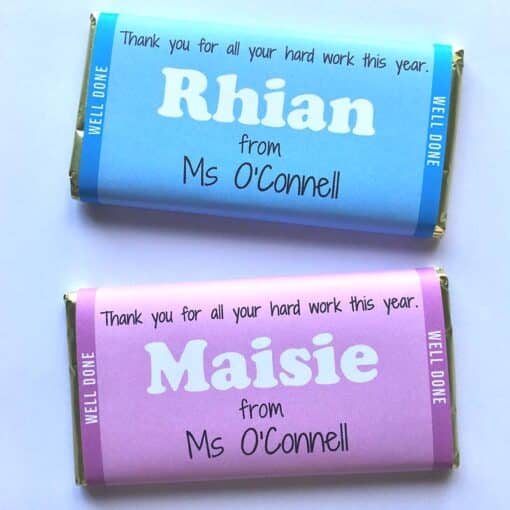 Thank you for all your hard work this year.
WELL DONE
Rhian
WELL DONE
from
Ms O'Connell
Thank you for all your hard work this year.
WELL DONE
Maisie
WELL DONE
from
Ms O'Connell